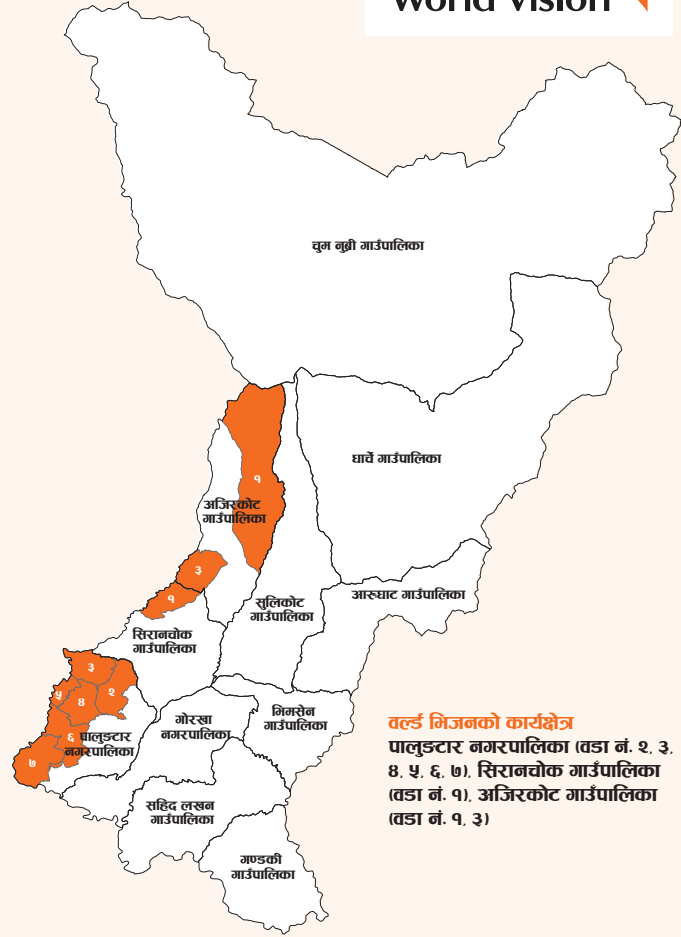 World Vision
चुम नुब्री गाउँपालिका
धार्चे गाउँपालिका
१
अजिरकोट
गाउँपालिका
३
१
सुलिकोट
गाउँपालिका
आरुघाट गाउँपालिका
सिरानचोक
गाउँपालिका
३
५
४
२
६
७
पालुङटार
नगरपालिका
गोरखा
नगरपालिका
भिमसेन
गाउँपालिका
सहिद लखन
गाउँपालिका
गण्डकी
गाउँपालिका
वर्ल्ड भिजनको कार्यक्षेत्र
पालुङटार नगरपालिका (वडा नं. २, ३,
४, ५, ६, ७), सिरानचोक गाउँपालिका
(वडा नं. १), अजिरकोट गाउँपालिका
(वडा नं. १, ३)